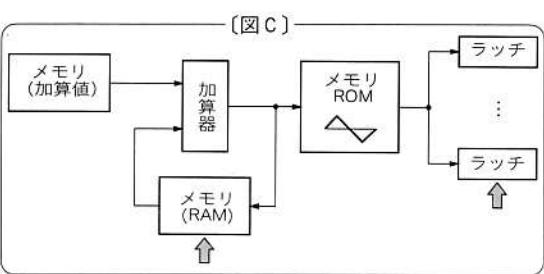 〔図C〕
メモリ
(加算値)
加
算
器
メモリ
ROM
ラッチ
⋮
ラッチ
メモリ
(RAM)